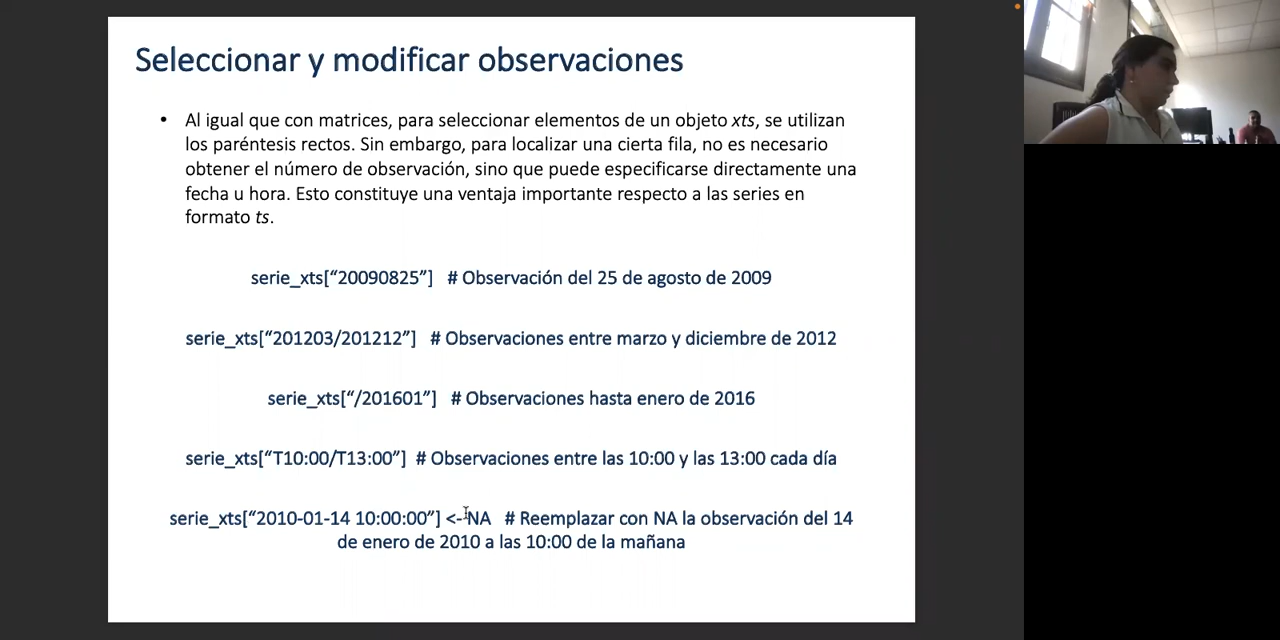 Seleccionar y modificar observaciones
• Al igual que con matrices, para seleccionar elementos de un objeto xts, se utilizan
los paréntesis rectos. Sin embargo, para localizar una cierta fila, no es necesario
obtener el número de observación, sino que puede especificarse directamente una
fecha u hora. Esto constituye una ventaja importante respecto a las series en
formato ts.
serie_xts[“20090825”] # Observación del 25 de agosto de 2009
serie_xts[“201203/201212”] # Observaciones entre marzo y diciembre de 2012
serie_xts[“/201601”] # Observaciones hasta enero de 2016
serie_xts[“T10:00/T13:00”] # Observaciones entre las 10:00 y las 13:00 cada día
serie_xts[“2010-01-14 10:00:00”] <- NA # Reemplazar con NA la observación del 14
de enero de 2010 a las 10:00 de la mañana